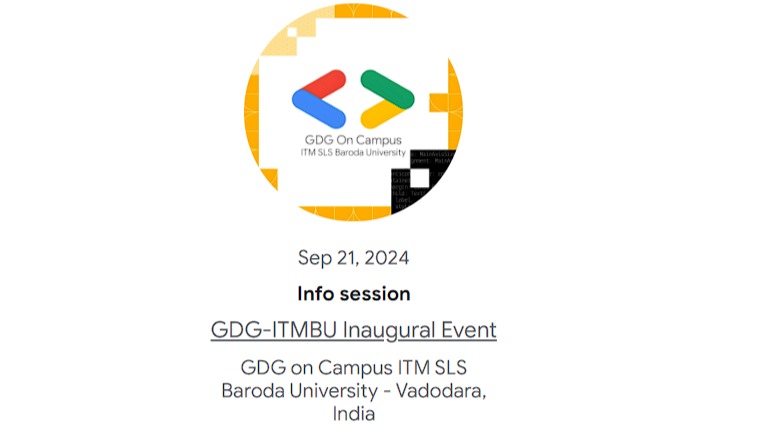 GDG On Campus
ITM SLS Baroda University
Sep 21, 2024
Info session
GDG-ITMBU Inaugural Event
GDG on Campus ITM SLS
Baroda University - Vadodara,
India